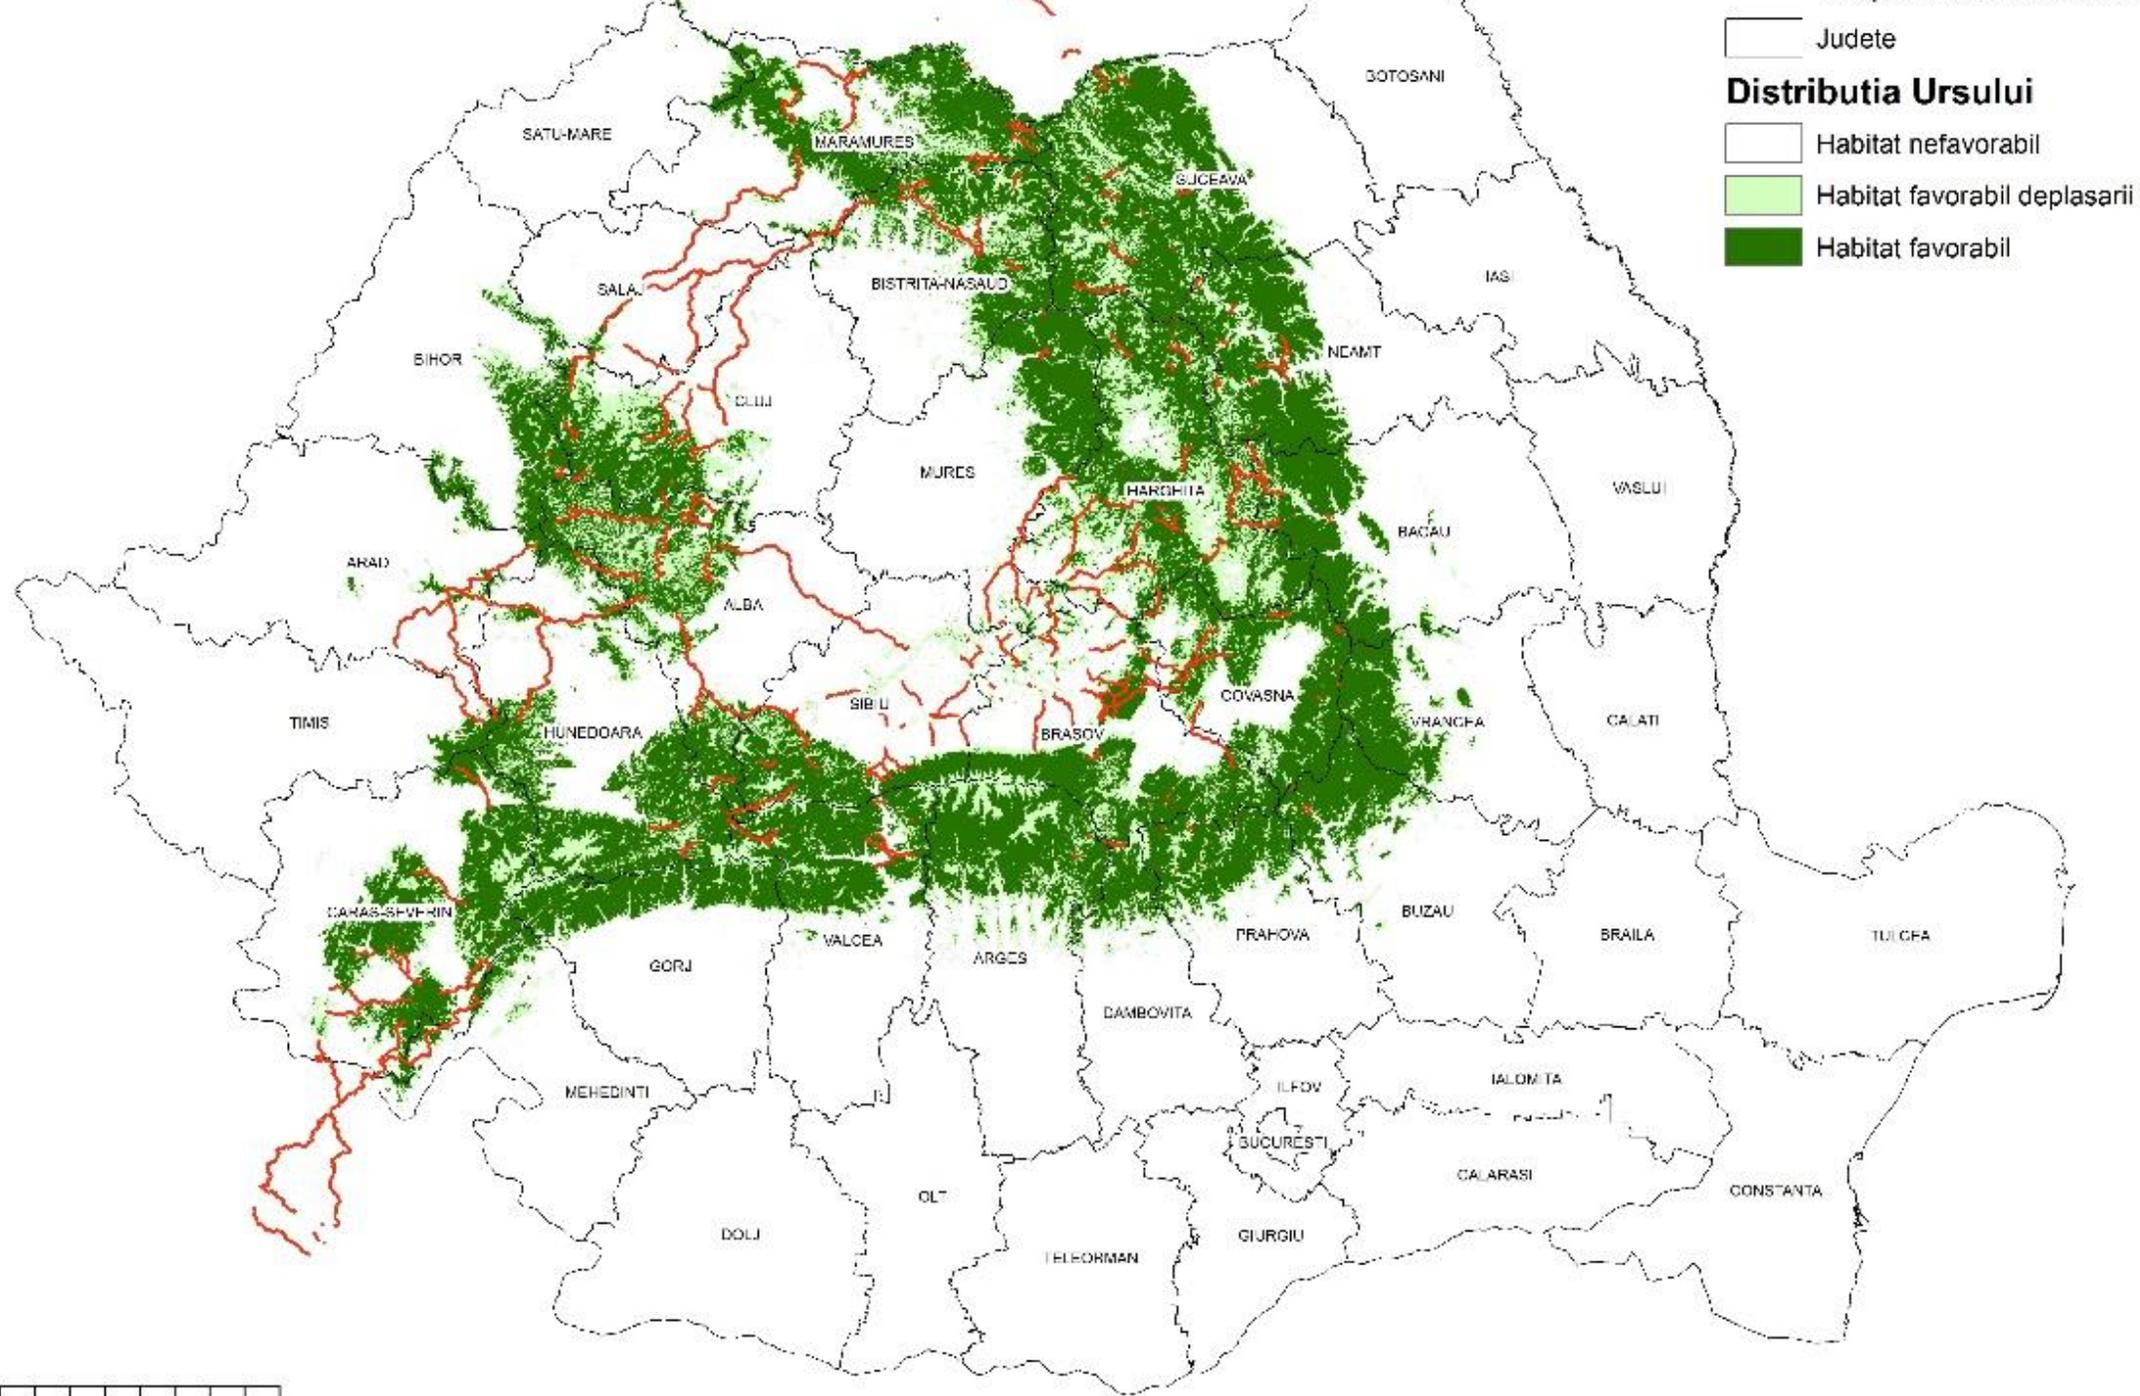 Judete
Distributia Ursului
Habitat nefavorabil
Habitat favorabil deplasarii
Habitat favorabil
BOTOSANI
SATU-MARE
MARAMURES
SUCEAVA
IASI
BISTRITA-NASAUD
SALAJ
NEAMT
BIHOR
CLUJ
MURES
VASLUI
HARGHITA
BACAU
ARAD
ALBA
COVASNA
SIBIU
CALATI
VRANCEA
TIMIS
HUNEDOARA
BRASOV
CARAS-SEVERIN
BUZAU
PRAHOVA
BRAILA
TULCEA
VALCEA
ARGES
GORJ
DAMBOVITA
IALOMITA
ILFOV
MEHEDINTI
BUCURESTI
CALARASI
CONSTANTA
OLT
DOLJ
GIURGIU
TELEORMAN